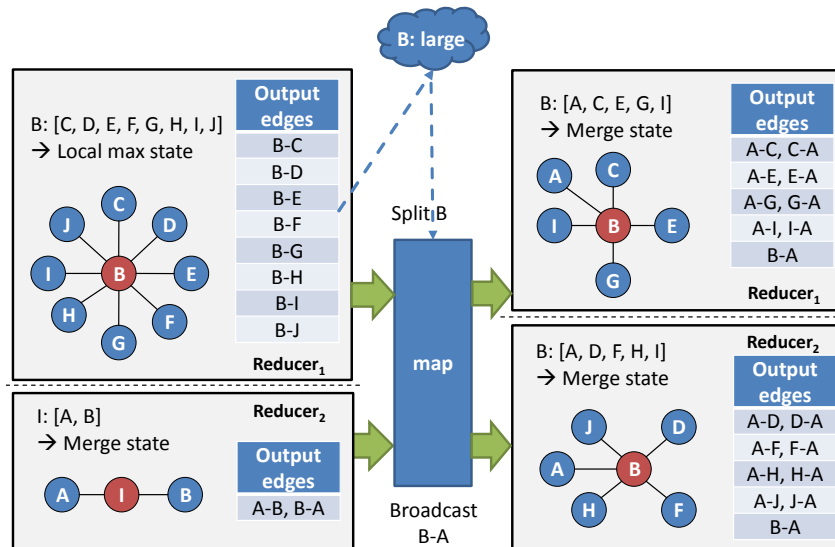 B: large
B: [C, D, E, F, G, H, I, J]
→ Local max state
C
J
D
I
B
E
H
F
G
Output
edges
B-C
B-D
B-E
B-F
B-G
B-H
B-I
B-J
Reducer1
I: [A, B]
→ Merge state
A
I
B
Reducer2
Output
edges
A-B, B-A
Split B
map
Broadcast
B-A
B: [A, C, E, G, I]
→ Merge state
A
C
I
B
E
G
Output
edges
A-C, C-A
A-E, E-A
A-G, G-A
A-I, I-A
B-A
Reducer1
B: [A, D, F, H, I]
→ Merge state
J
D
A
B
H
F
Reducer2
Output
edges
A-D, D-A
A-F, F-A
A-H, H-A
A-J, J-A
B-A